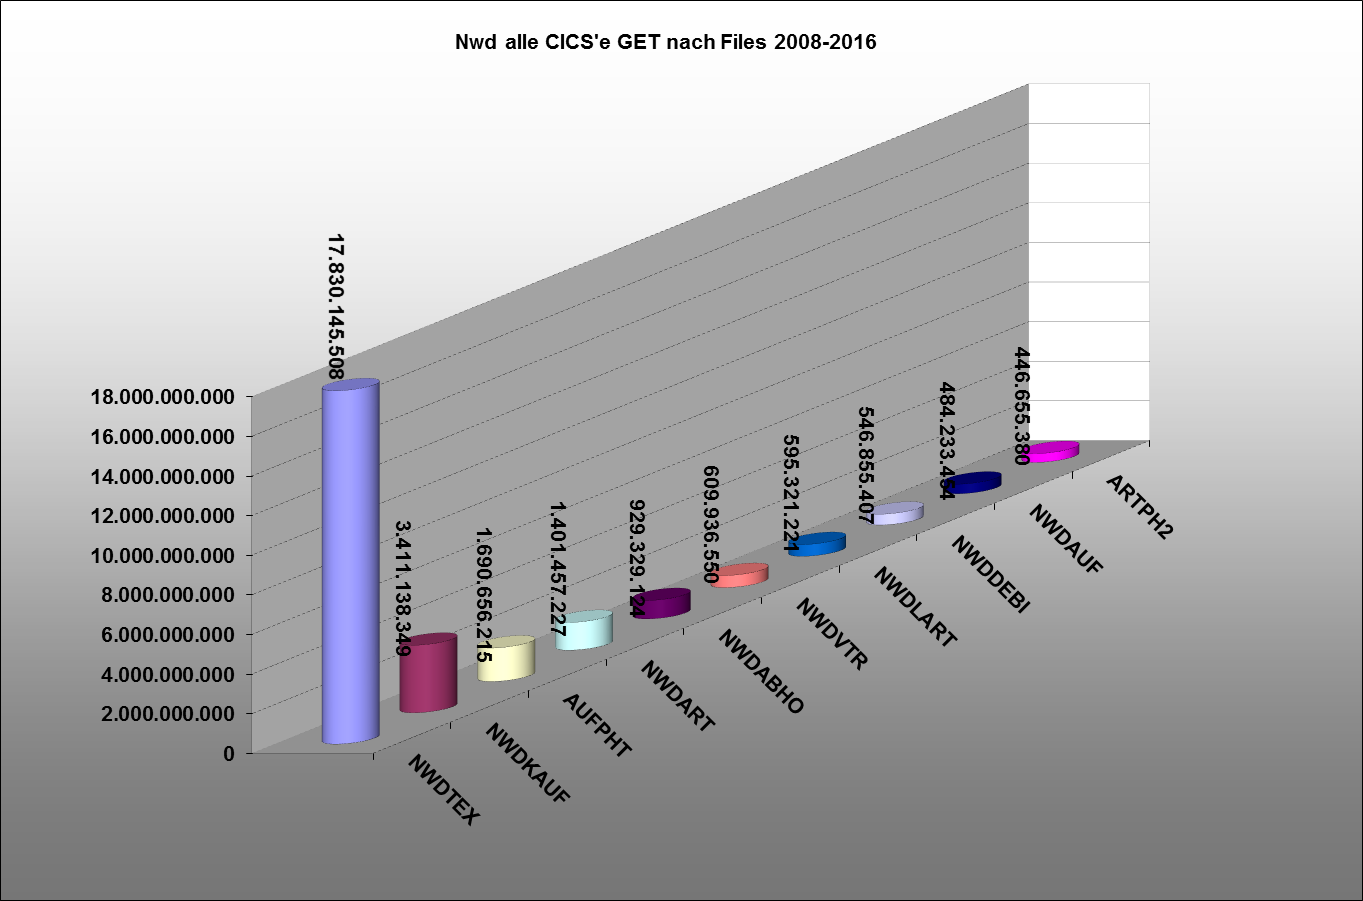 Nwd alle CICS'e GET nach Files 2008-2016
18.000.000.000
16.000.000.000
14.000.000.000
12.000.000.000
10.000.000.000
8.000.000.000
6.000.000.000
4.000.000.000
2.000.000.000
0
17.830.145.508
3.411.138.349
1.690.656.215
1.401.457.227
929.329.124
609.936.550
595.321.221
546.855.407
484.233.454
446.655.380
NWDTEX
NWDKAUF
AUFPHT
NWDART
NWDABHO
NWDVTR
NWDLART
NWDDEBI
NWDAUF
ARTPH2